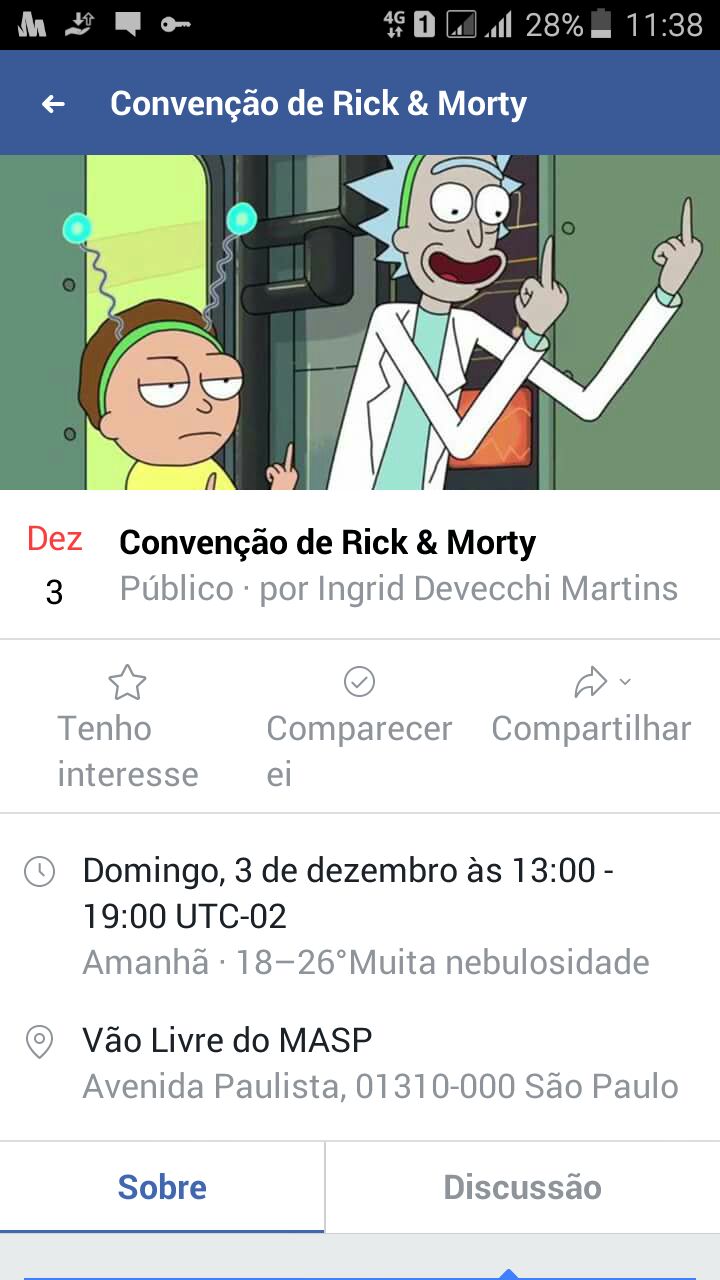 4G 1 28% 11:38
Convenção de Rick & Morty
Dez
3
Convenção de Rick & Morty
Público · por Ingrid Devecchi Martins
Tenho
interesse
Comparecer
ei
Compartilhar
Domingo, 3 de dezembro às 13:00 -
19:00 UTC-02
Amanhã · 18–26°Muita nebulosidade
Vão Livre do MASP
Avenida Paulista, 01310-000 São Paulo
Sobre
Discussão